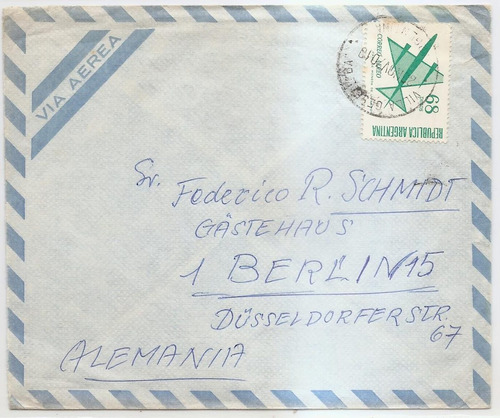 VIA AEREA
CORREO AEREO
68
REPUBLICA ARGENTINA
Sr. Federico R. SCHMIDT
GÄSTEHAUS
1 BERLIN 15
DÜSSELDORFERSTR.
67
ALEMANIA